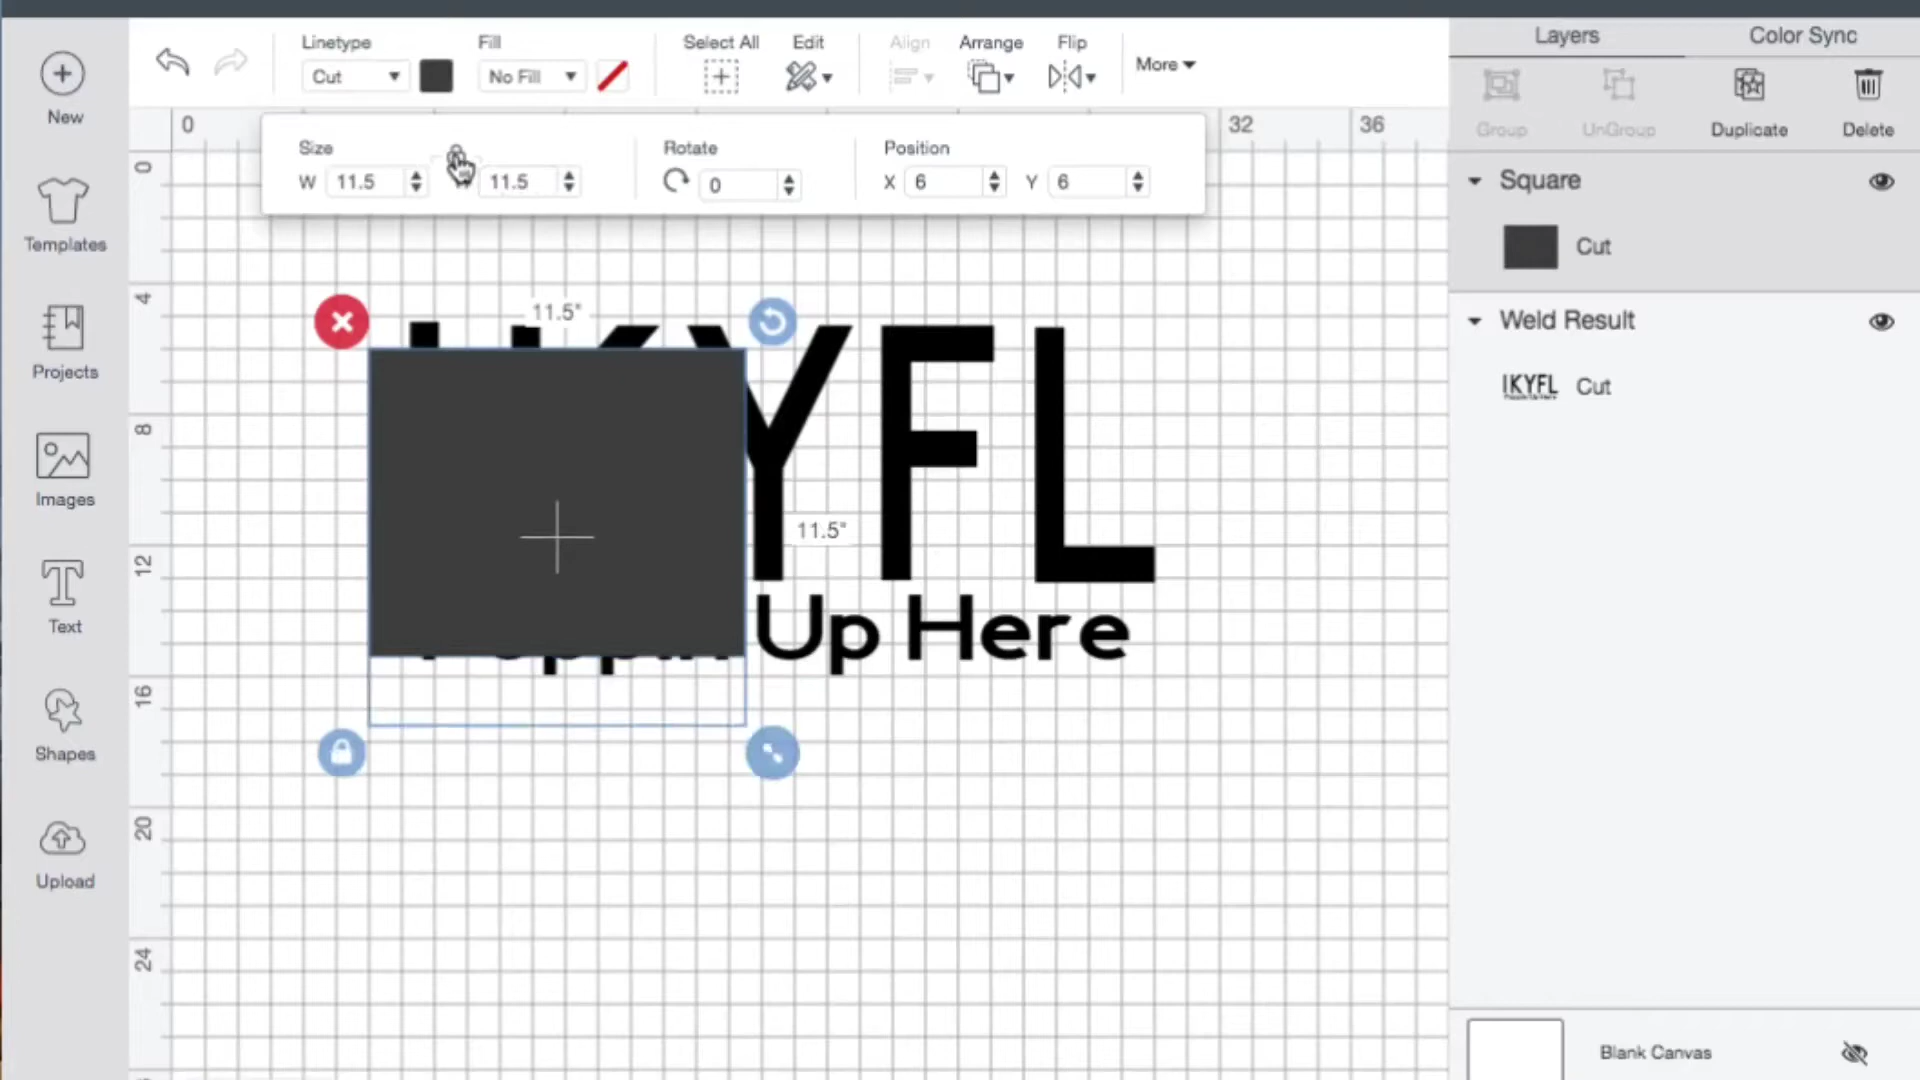 Layers Color Sync
Linetype Fill Select All Edit Align Arrange Flip
Cut No Fill More
New
Group UnGroup Duplicate Delete
0 32 36
Size Rotate Position
W 11.5 11.5 0 X 6 Y 6
0
Square
Templates
Cut
4
11.5"
Weld Result
YFL
Projects
IKYFL Cut
8
Images
11.5"
12
Text
Up Here
16
Shapes
20
Upload
24
Blank Canvas